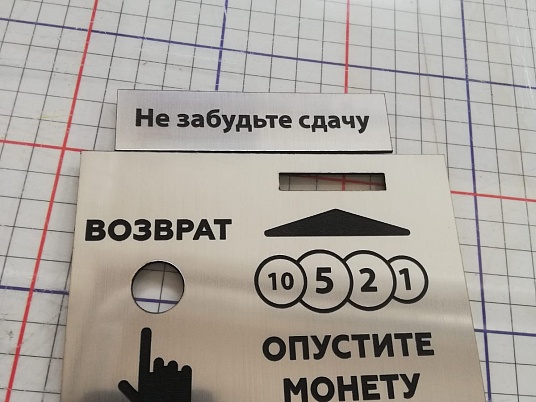 Не забудьте сдачу
ВОЗВРАТ
10 5 2 1
ОПУСТИТЕ
МОНЕТУ